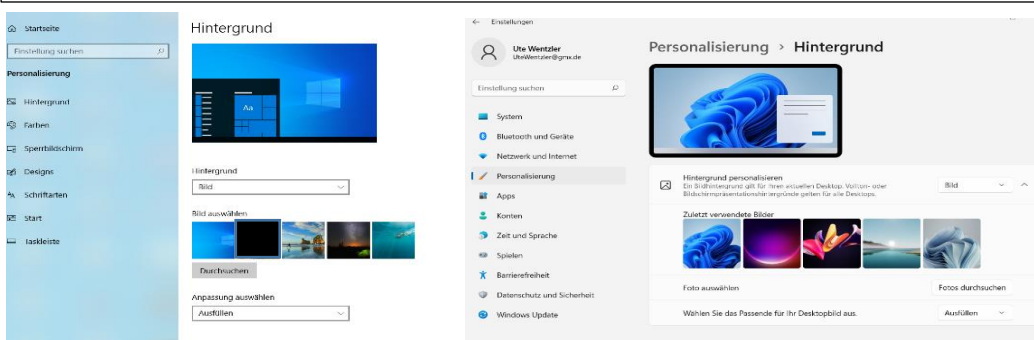 Startseite
Einstellung suchen
Personalisierung
Hintergrund
Farben
Sperrbildschirm
Designs
Schriftarten
Start
Taskleiste
Hintergrund
Aa
Hintergrund
Bild
Bild auswählen
Durchsuchen
Anpassung auswählen
Ausfüllen
Einstellungen
Ute Wentzler
UteWentzler@gmx.de
Einstellung suchen
System
Bluetooth und Geräte
Netzwerk und Internet
Personalisierung
Apps
Konten
Zeit und Sprache
Spielen
Barrierefreiheit
Datenschutz und Sicherheit
Windows Update
Personalisierung > Hintergrund
Hintergrund personalisieren
Ein Bildhintergrund gilt für Ihren aktuellen Desktop. Vollton- oder
Bildschirmpräsentationshintergründe gelten für alle Desktops.
Bild
Zuletzt verwendete Bilder
Foto auswählen
Fotos durchsuchen
Wählen Sie das Passende für Ihr Desktopbild aus.
Ausfüllen